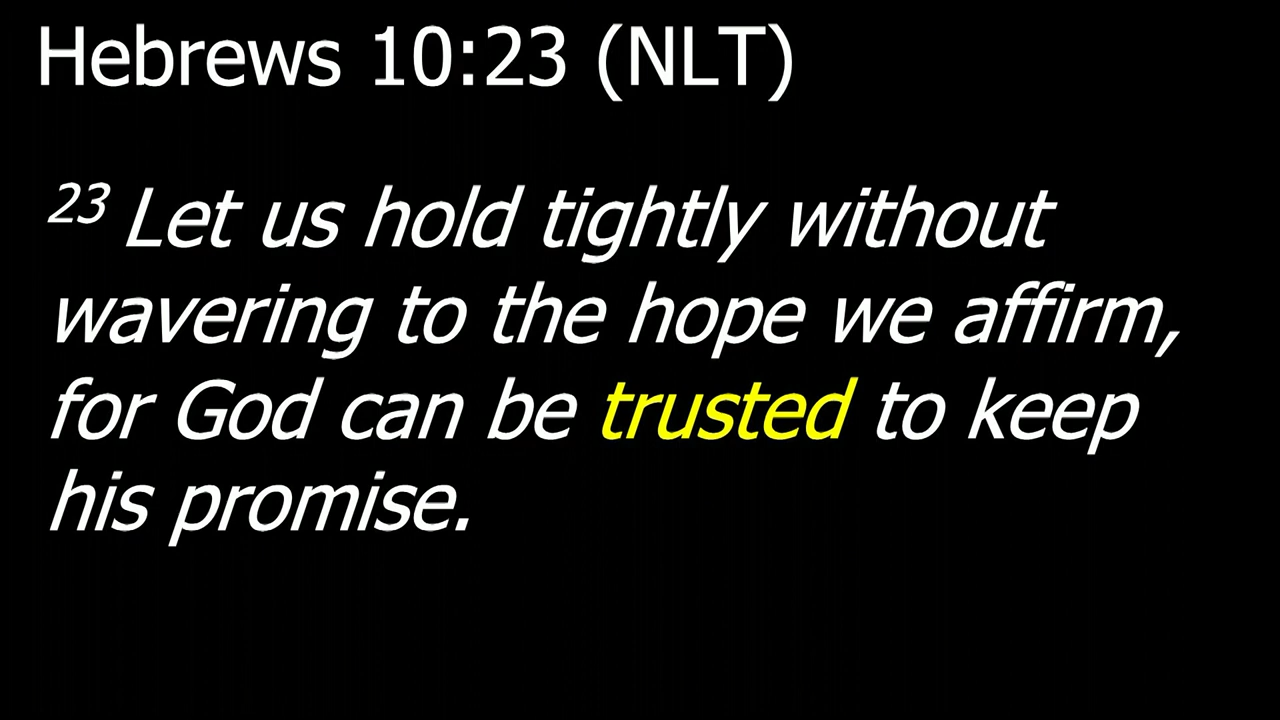 Hebrews 10:23 (NLT)
23 Let us hold tightly without
wavering to the hope we affirm,
for God can be trusted to keep
his promise.